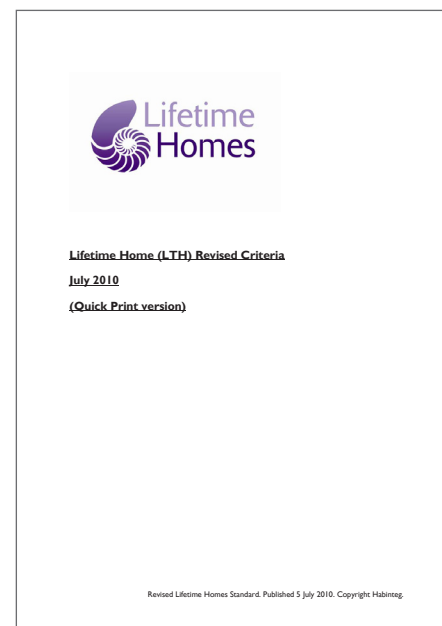 Lifetime
Homes
Lifetime Home (LTH) Revised Criteria
July 2010
(Quick Print version)
Revised Lifetime Homes Standard. Published 5 July 2010. Copyright Habinteg.